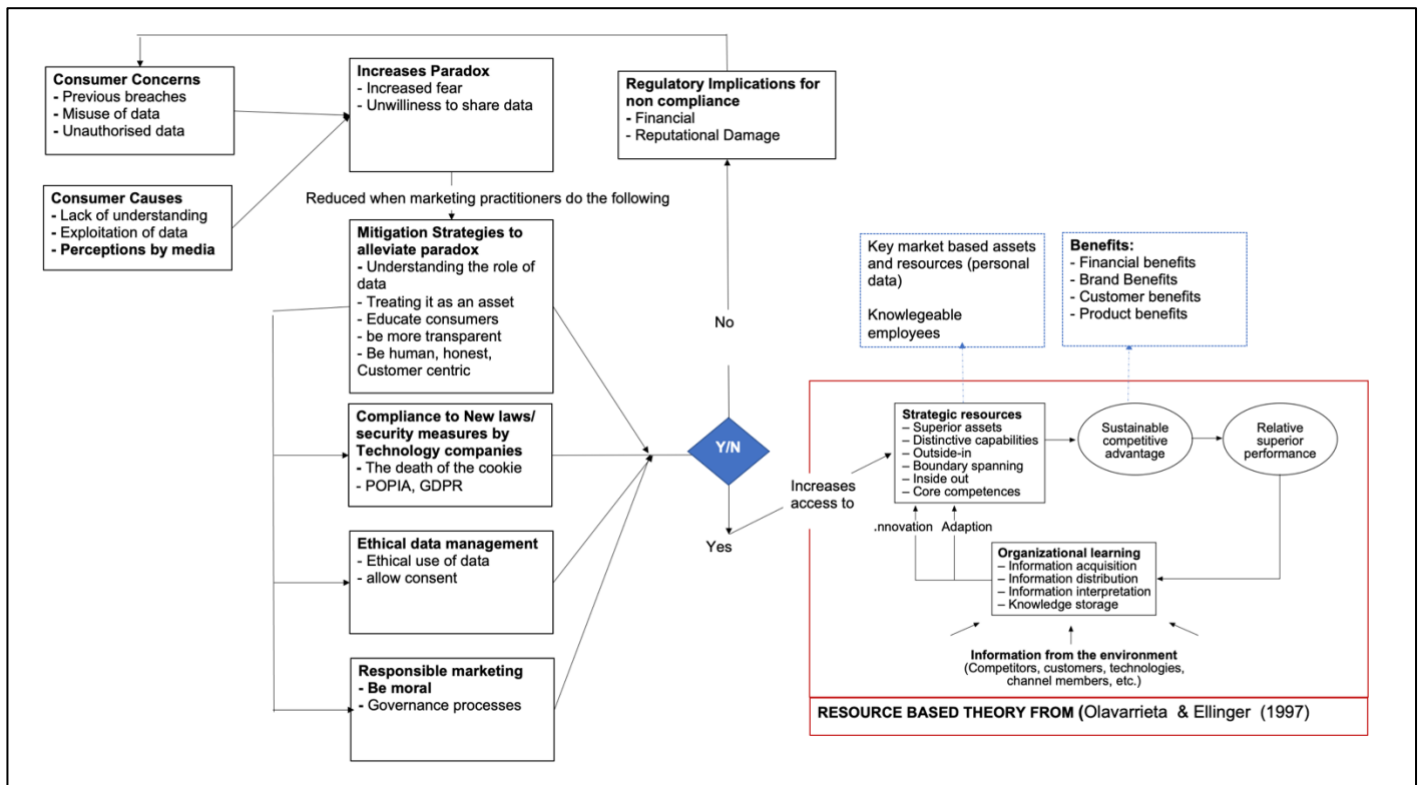 Consumer Concerns
- Previous breaches
- Misuse of data
- Unauthorised data
Increases Paradox
- Increased fear
- Unwilliness to share data
Regulatory Implications for
non compliance
- Financial
- Reputational Damage
Consumer Causes
- Lack of understanding
- Exploitation of data
- Perceptions by media
Reduced when marketing practitioners do the following
Mitigation Strategies to
alleviate paradox
- Understanding the role of
data
- Treating it as an asset
- Educate consumers
- be more transparent
- Be human, honest,
Customer centric
Compliance to New laws/
security measures by
Technology companies
- The death of the cookie
- POPIA, GDPR
Ethical data management
- Ethical use of data
- allow consent
Responsible marketing
- Be moral
- Governance processes
No
Y/N
Yes
Increases
access to
Key market based assets
and resources (personal
data)
Knowlegeable
employees
Benefits:
- Financial benefits
- Brand Benefits
- Customer benefits
- Product benefits
Strategic resources
– Superior assets
– Distinctive capabilities
– Outside-in
– Boundary spanning
– Inside out
– Core competences
Sustainable
competitive
advantage
Relative
superior
performance
.nnovation Adaption
Organizational learning
– Information acquisition
– Information distribution
– Information interpretation
– Knowledge storage
Information from the environment
(Competitors, customers, technologies,
channel members, etc.)
RESOURCE BASED THEORY FROM (Olavarrieta & Ellinger (1997)